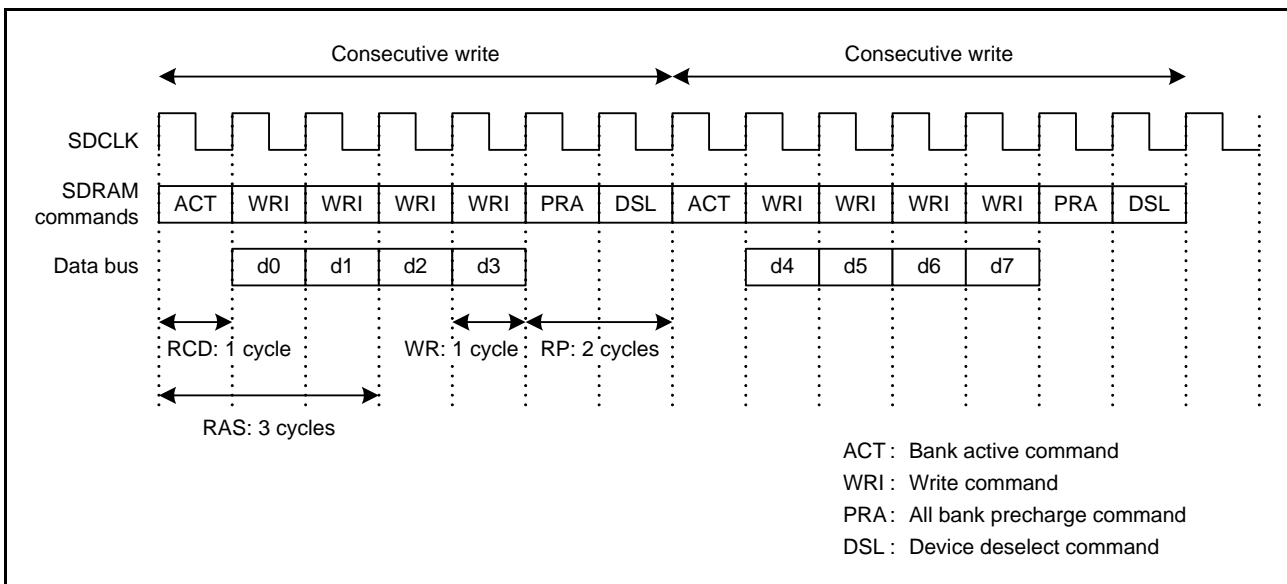 Consecutive write Consecutive write
SDCLK
SDRAM
commands
ACT WRI WRI WRI WRI PRA DSL ACT WRI WRI WRI WRI PRA DSL
Data bus d0 d1 d2 d3 d4 d5 d6 d7
RCD: 1 cycle WR: 1 cycle RP: 2 cycles
RAS: 3 cycles
ACT : Bank active command
WRI : Write command
PRA : All bank precharge command
DSL : Device deselect command